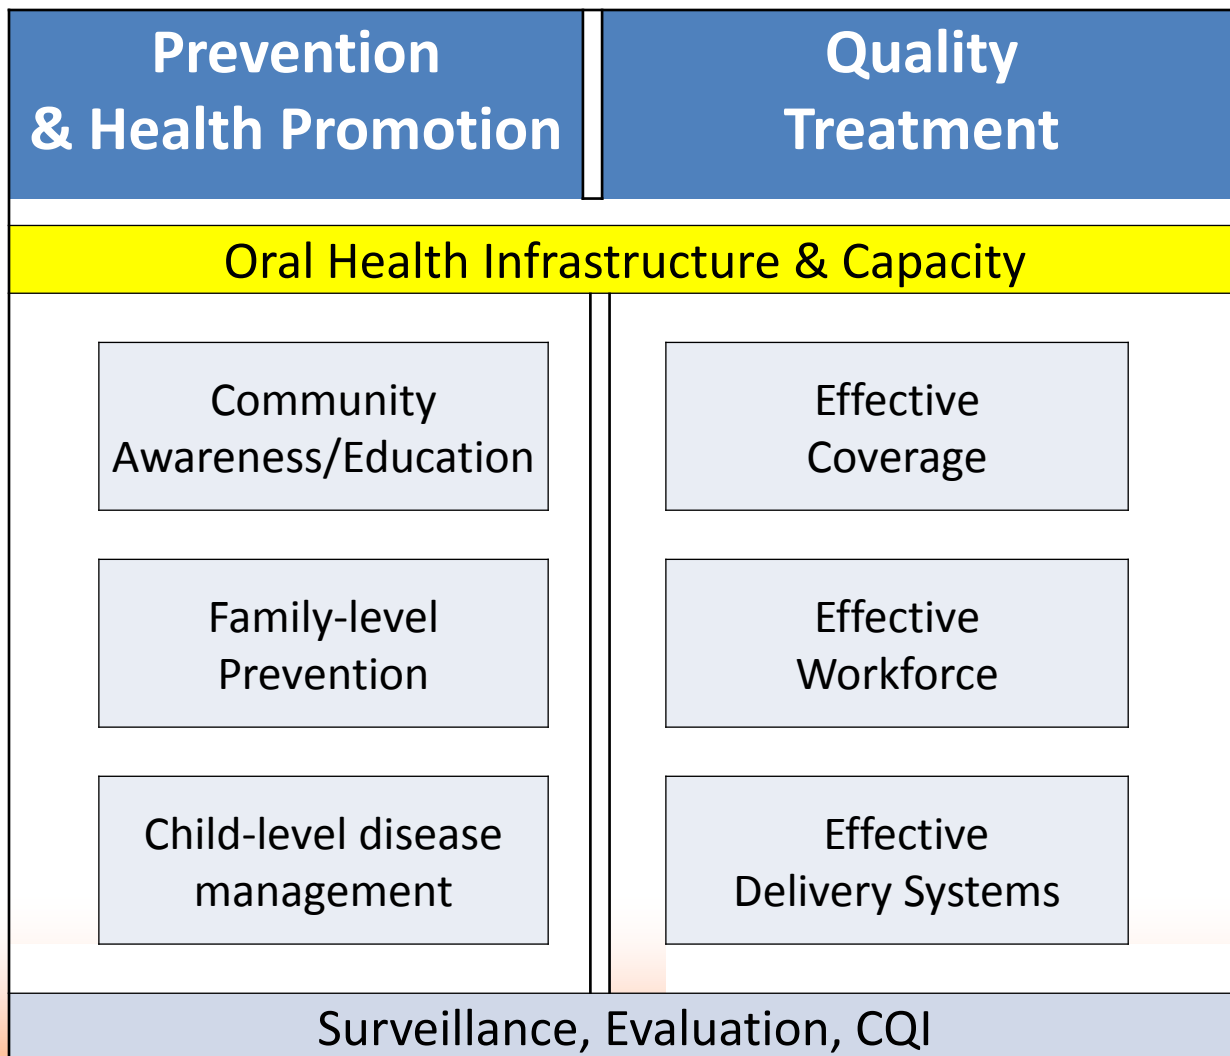 Prevention
& Health Promotion
Quality
Treatment
Oral Health Infrastructure & Capacity
Community
Awareness/Education
Effective
Coverage
Family-level
Prevention
Effective
Workforce
Child-level disease
management
Effective
Delivery Systems
Surveillance, Evaluation, CQI